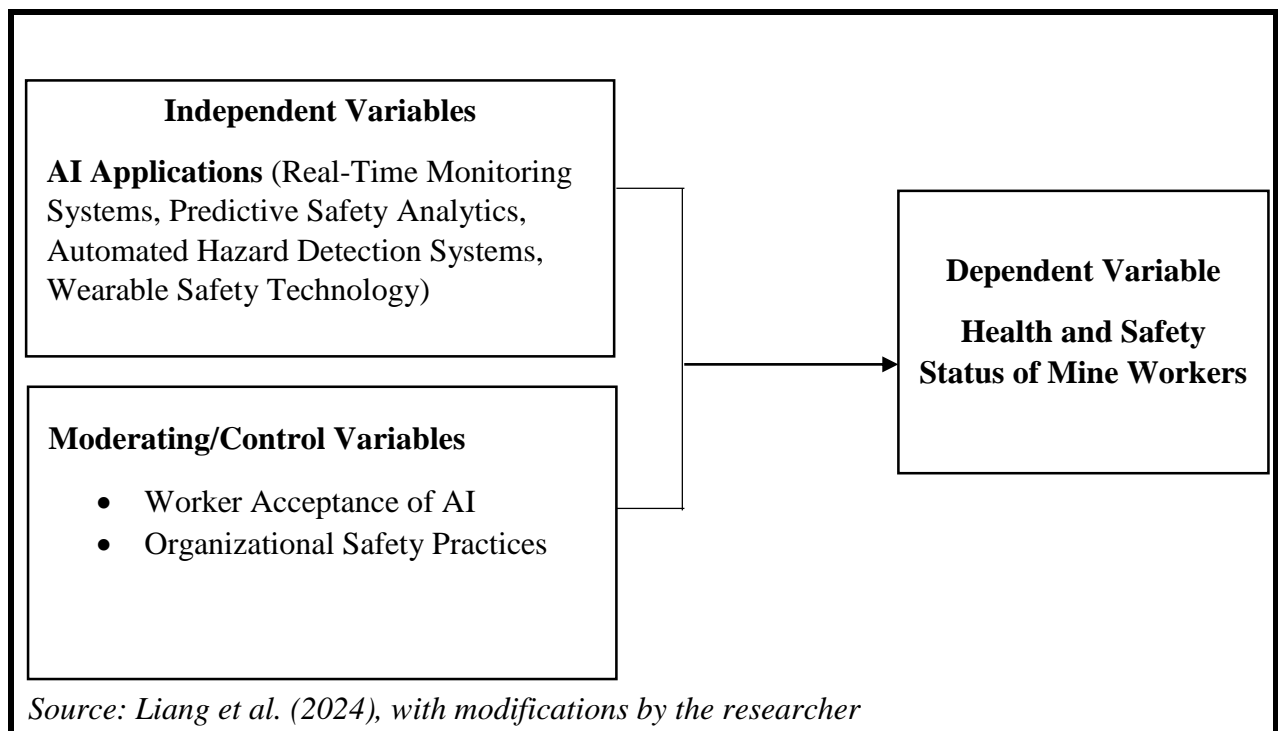 Independent Variables
AI Applications (Real-Time Monitoring
Systems, Predictive Safety Analytics,
Automated Hazard Detection Systems,
Wearable Safety Technology)
Moderating/Control Variables
• Worker Acceptance of AI
• Organizational Safety Practices
Dependent Variable
Health and Safety
Status of Mine Workers
Source: Liang et al. (2024), with modifications by the researcher